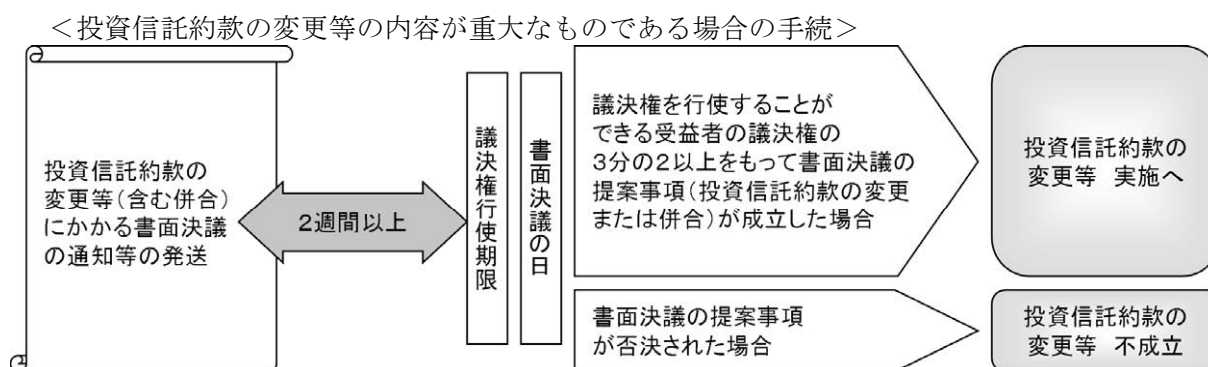 ＜投資信託約款の変更等の内容が重大なものである場合の手続＞
投資信託約款の
変更等(含む併合)
にかかる書面決議
の通知等の発送
２週間以上
議決権行使期限
書面決議の日
議決権を行使することが
できる受益者の議決権の
３分の２以上をもって書面決議の
提案事項(投資信託約款の変更
または併合)が成立した場合
投資信託約款の
変更等 実施へ
書面決議の提案事項
が否決された場合
投資信託約款の
変更等 不成立